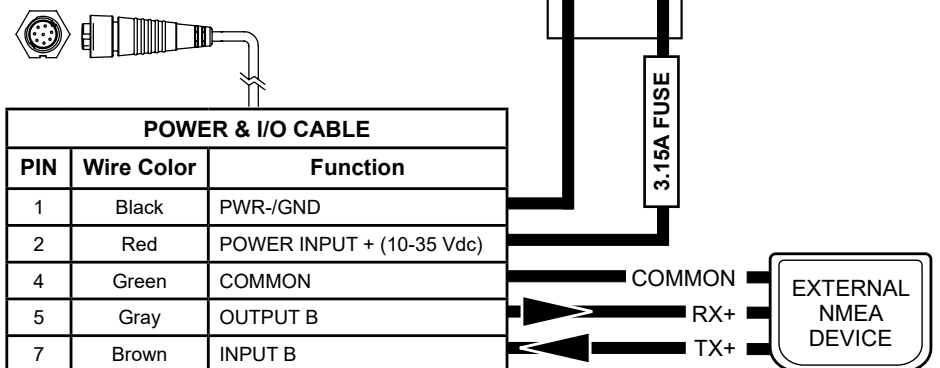 3.15A FUSE
POWER & I/O CABLE
PIN Wire Color Function
1 Black PWR-/GND
2 Red POWER INPUT + (10-35 Vdc)
4 Green COMMON
5 Gray OUTPUT B
7 Brown INPUT B
COMMON
RX+
TX+
EXTERNAL
NMEA
DEVICE